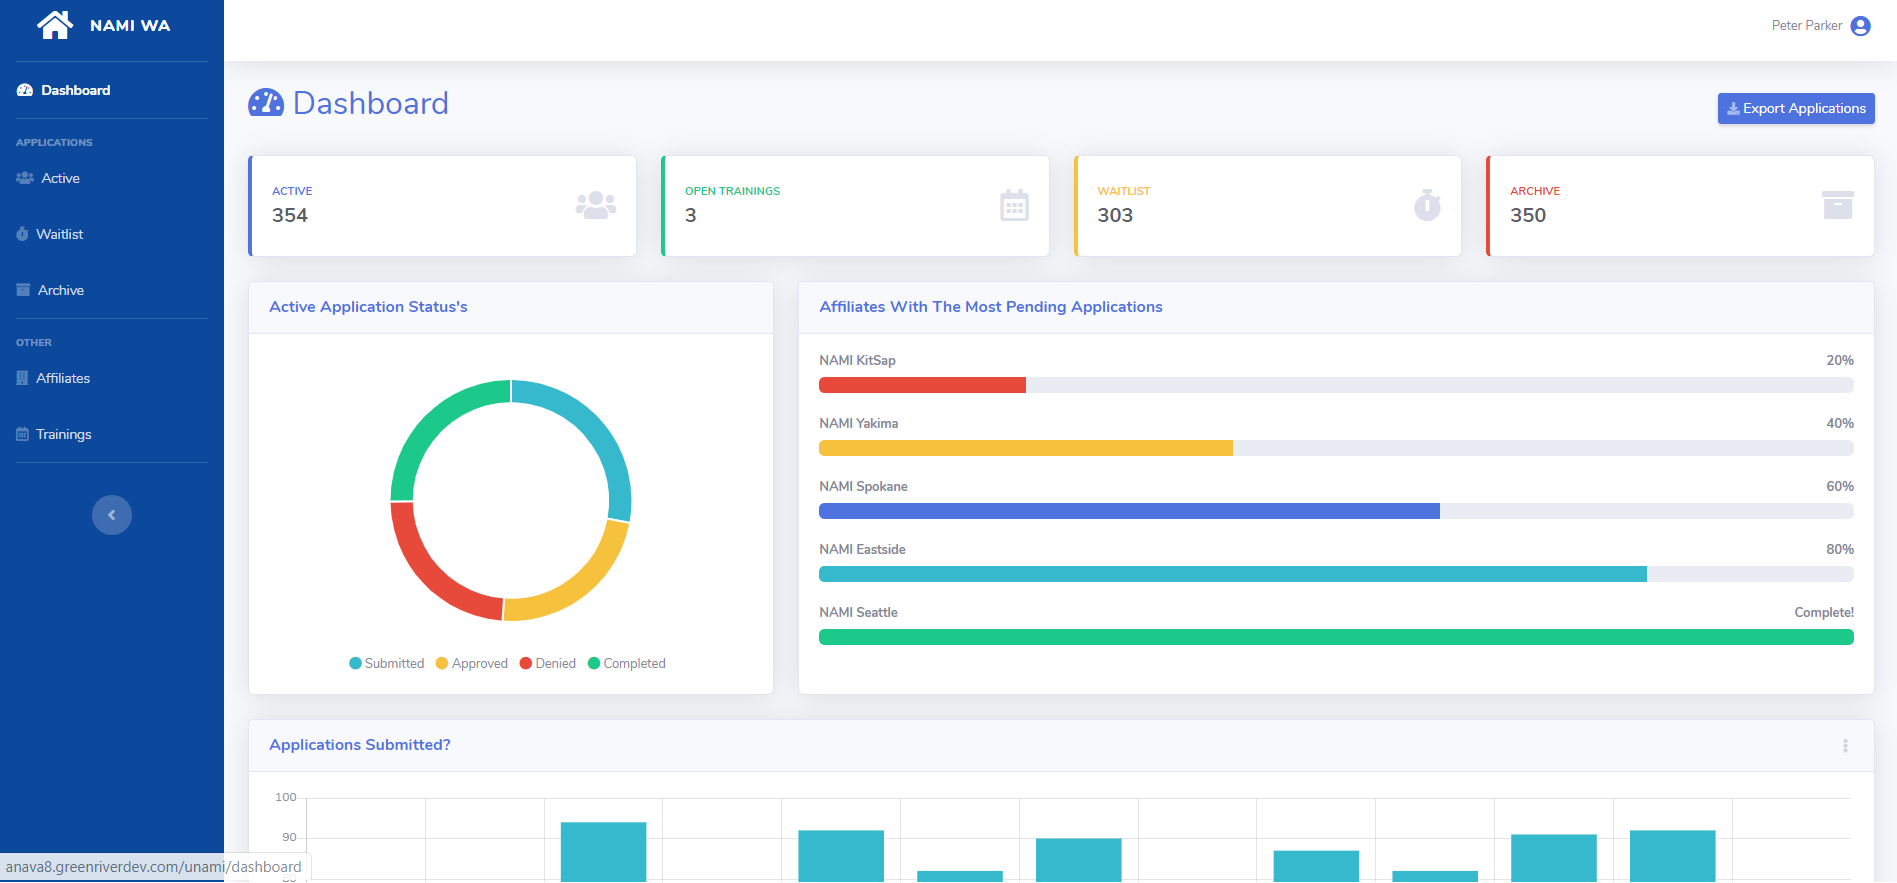 NAMI WA
Peter Parker
Dashboard
APPLICATIONS
Active
Waitlist
Archive
OTHER
Affiliates
Trainings
Dashboard
Export Applications
ACTIVE
354
OPEN TRAININGS
3
WAITLIST
303
ARCHIVE
350
Active Application Status's
Submitted Approved Denied Completed
Affiliates With The Most Pending Applications
NAMI KitSap 20%
NAMI Yakima 40%
NAMI Spokane 60%
NAMI Eastside 80%
NAMI Seattle Complete!
Applications Submitted?
100
90
anava8.greenriverdev.com/unami/dashboard